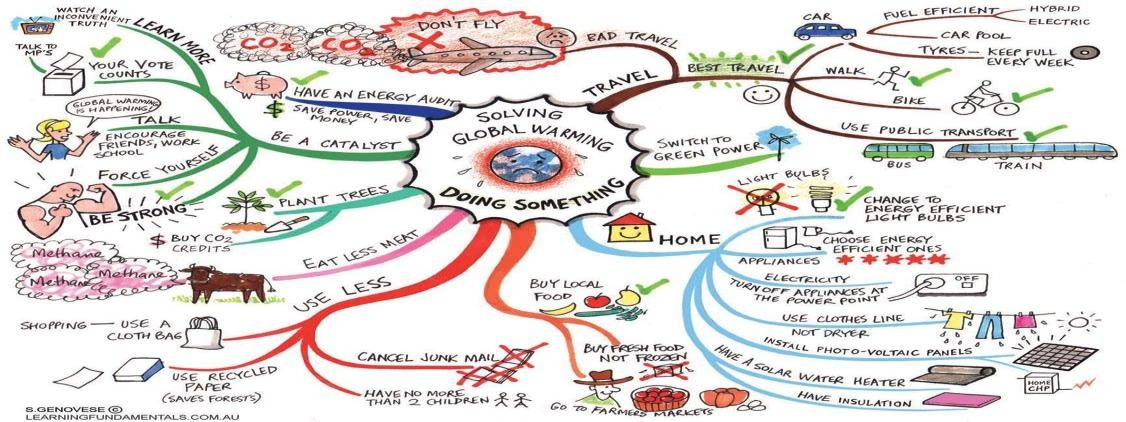 SOLVING
GLOBAL WARMING
DOING SOMETHING
WATCH AN
INCONVENIENT
TRUTH
LEARN MORE
TALK TO
MP'S
YOUR VOTE
COUNTS
GLOBAL WARMING
IS HAPPENING!
TALK
ENCOURAGE
FRIENDS, WORK
SCHOOL
FORCE YOURSELF
BE STRONG
BE A CATALYST
CO2
CO2
DON'T FLY
BAD TRAVEL
TRAVEL
BEST TRAVEL
CAR
FUEL EFFICIENT
HYBRID
ELECTRIC
CAR POOL
TYRES — KEEP FULL
EVERY WEEK
WALK
BIKE
USE PUBLIC TRANSPORT
BUS
TRAIN
$
$
HAVE AN ENERGY AUDIT
SAVE POWER, SAVE
MONEY
SWITCH TO
GREEN POWER
PLANT TREES
$ BUY CO2
CREDITS
Methane
Methane
Methane
EAT LESS MEAT
USE LESS
SHOPPING — USE A
CLOTH BAG
USE RECYCLED
PAPER
(SAVES FORESTS)
CANCEL JUNK MAIL
HAVE NO MORE
THAN 2 CHILDREN
BUY LOCAL
FOOD
BUY FRESH FOOD
NOT FROZEN
GO TO FARMERS MARKETS
HOME
LIGHT BULBS
CHANGE TO
ENERGY EFFICIENT
LIGHT BULBS
CHOOSE ENERGY
EFFICIENT ONES
APPLIANCES
ELECTRICITY
TURN OFF APPLIANCES AT
THE POWER POINT
OFF
USE CLOTHES LINE
NOT DRYER
INSTALL PHOTO-VOLTAIC PANELS
HOME
CHP
HAVE A SOLAR WATER HEATER
HAVE INSULATION
S.GENOVESE ©
LEARNINGFUNDAMENTALS.COM.AU